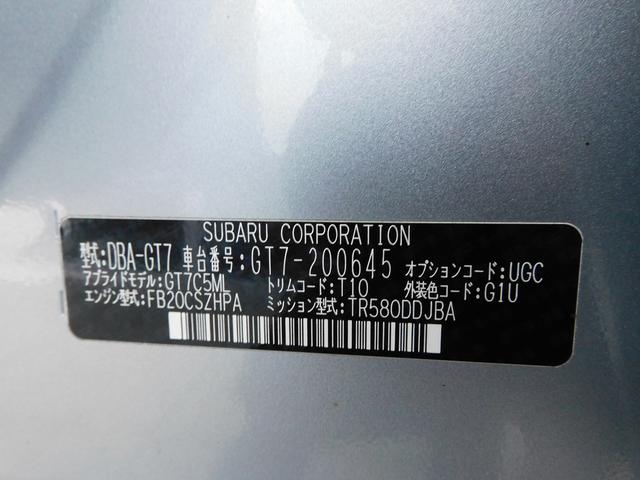 SUBARU CORPORATION
型式:DBA-GT7 車台番号:GT7-200645 オプションコード:UGC
アプライドモデル:GT7C5ML トリムコード:T10 外装色コード:G1U
エンジン型式:FB20CSZHPA ミッション型式:TR580DDJBA